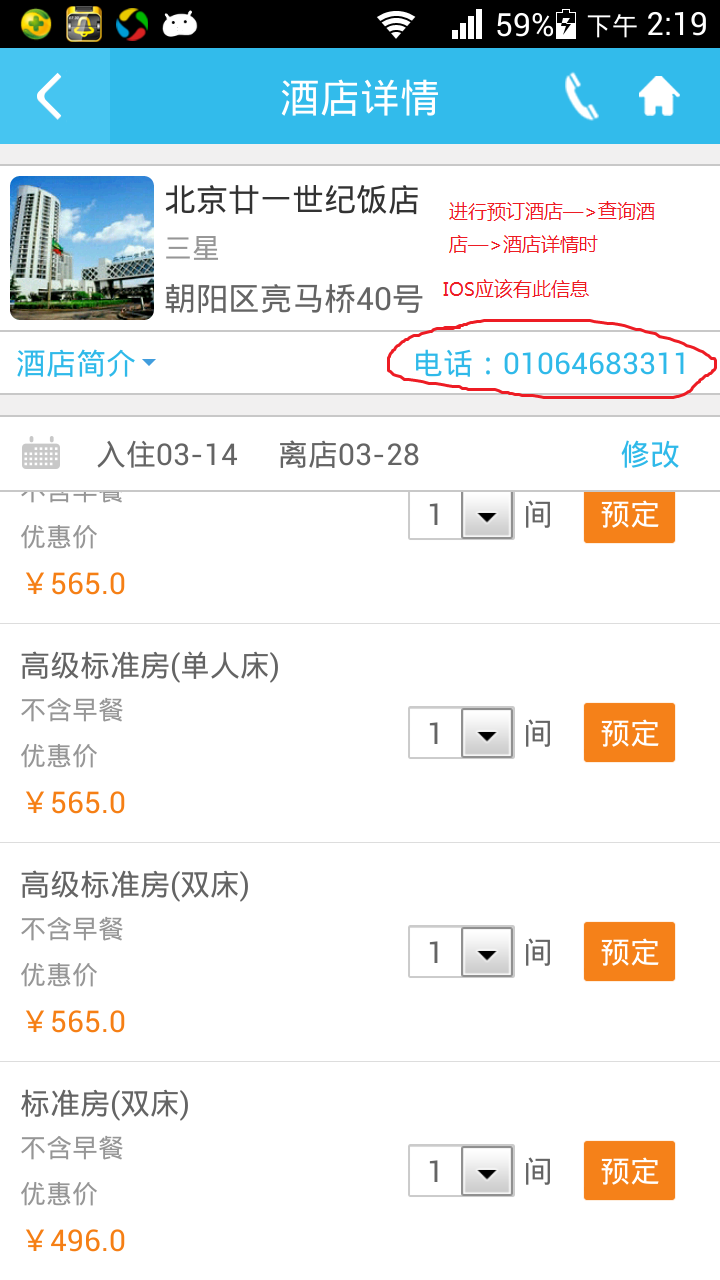 59% 下午 2:19
酒店详情
北京廿一世纪饭店
三星
朝阳区亮马桥40号
进行预订酒店—>查询酒
店—>酒店详情时
IOS应该有此信息
酒店简介 电话：01064683311
入住03-14 离店03-28 修改
不含早餐
优惠价
1 间 预定
￥565.0
高级标准房(单人床)
不含早餐
优惠价
1 间 预定
￥565.0
高级标准房(双床)
不含早餐
优惠价
1 间 预定
￥565.0
标准房(双床)
不含早餐
优惠价
1 间 预定
￥496.0